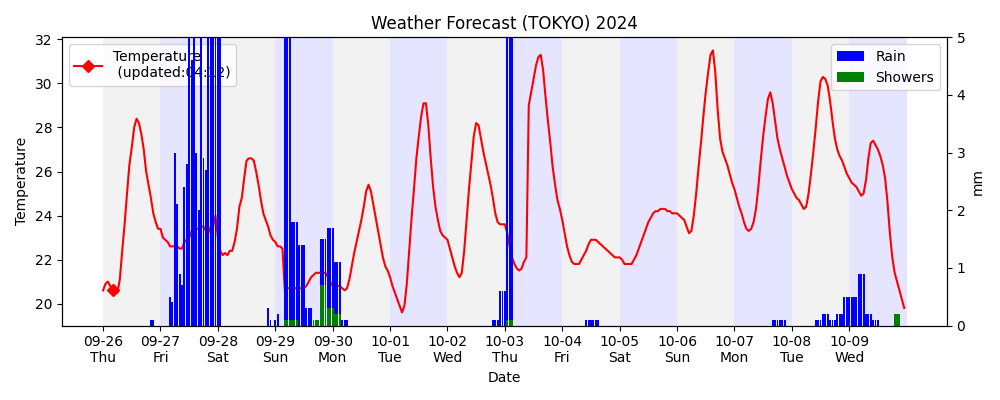 Weather Forecast (TOKYO) 2024
Temperature
(updated:04:12)
Rain
Showers
32
30
28
26
24
22
20
Temperature
5
4
3
2
1
0
mm
09-26 09-27 09-28 09-29 09-30 10-01 10-02 10-03 10-04 10-05 10-06 10-07 10-08 10-09
Thu Fri Sat Sun Mon Tue Wed Thu Fri Sat Sun Mon Tue Wed
Date